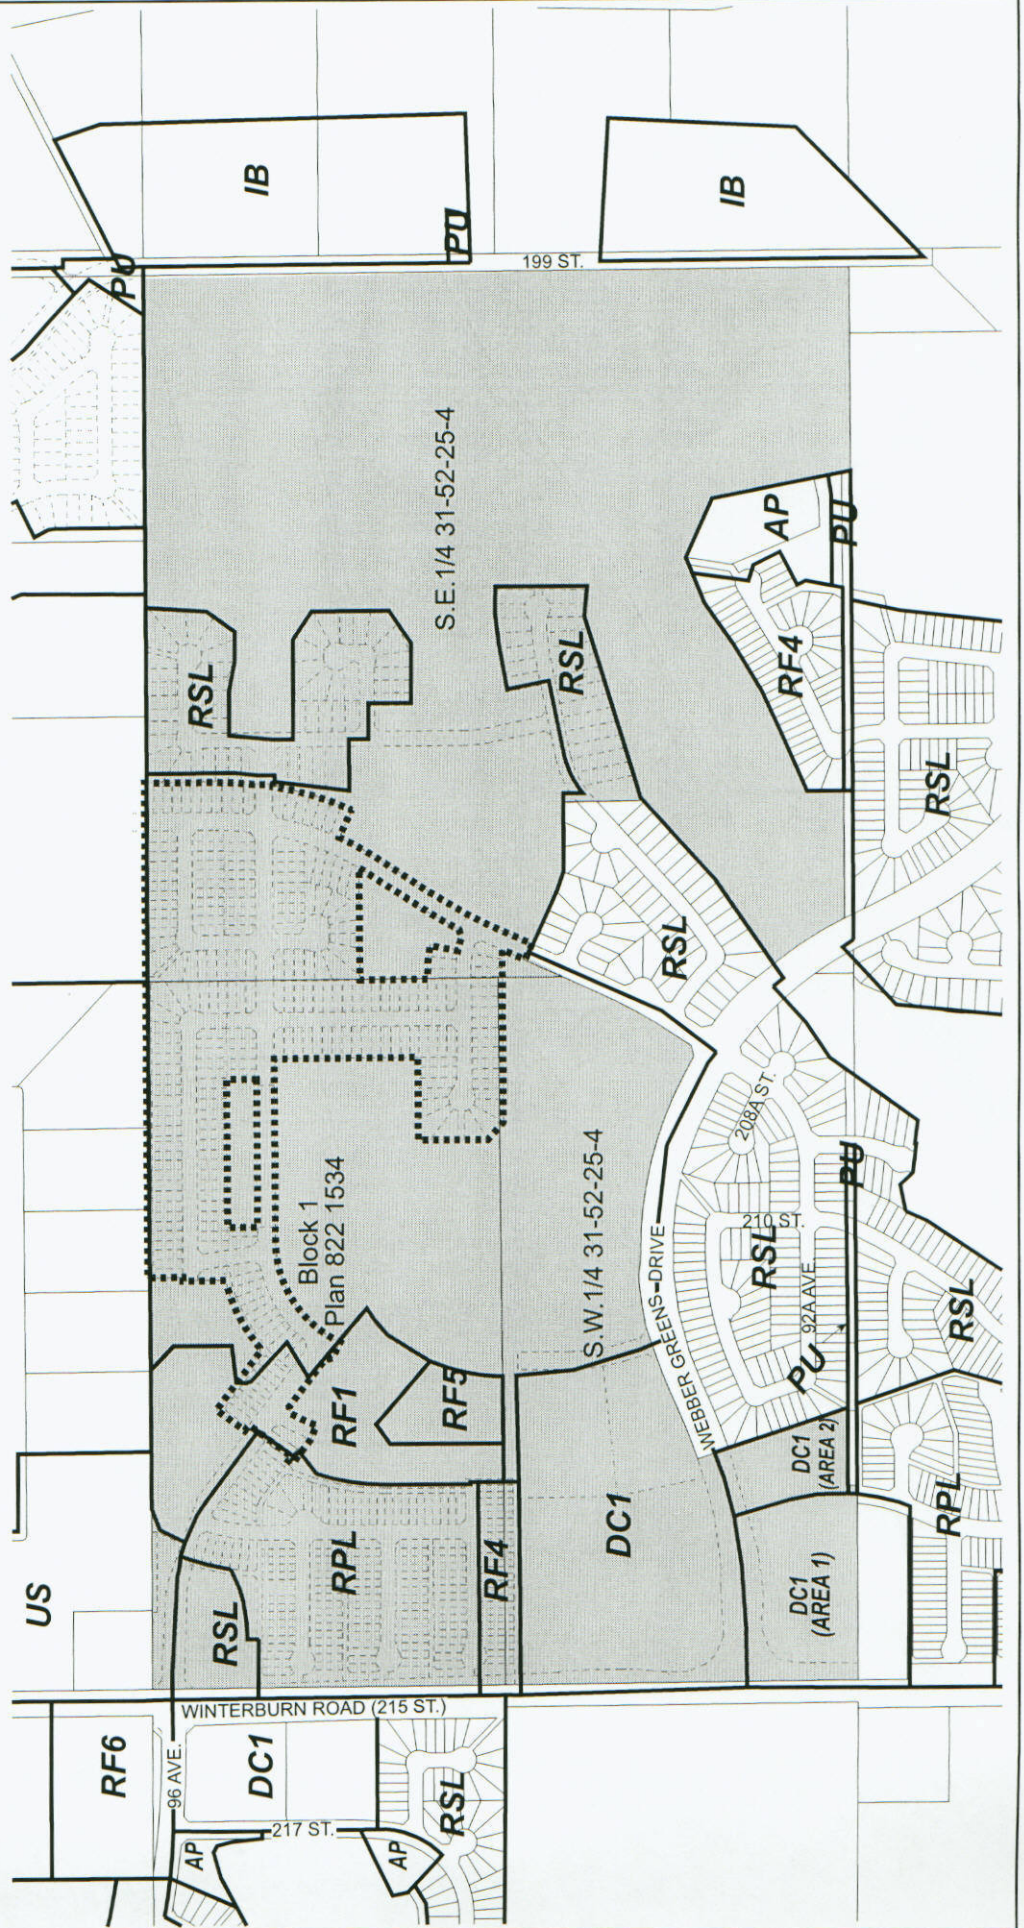 IB
IB
PU
PU
199 ST.
S.E.1/4 31-52-25-4
AP
PU
RSL
RSL
RF4
RSL
RSL
208A ST.
Block 1
Plan 822 1534
S.W.1/4 31-52-25-4
PU
210 ST.
RSL
WEBBER GREENS DRIVE
92A AVE.
PU
RSL
RF1
RF5
DC1
(AREA 2)
US
RPL
RF4
DC1
RPL
DC1
(AREA 1)
RSL
WINTERBURN ROAD (215 ST.)
RF6
96 AVE.
DC1
RSL
217 ST.
AP
AP